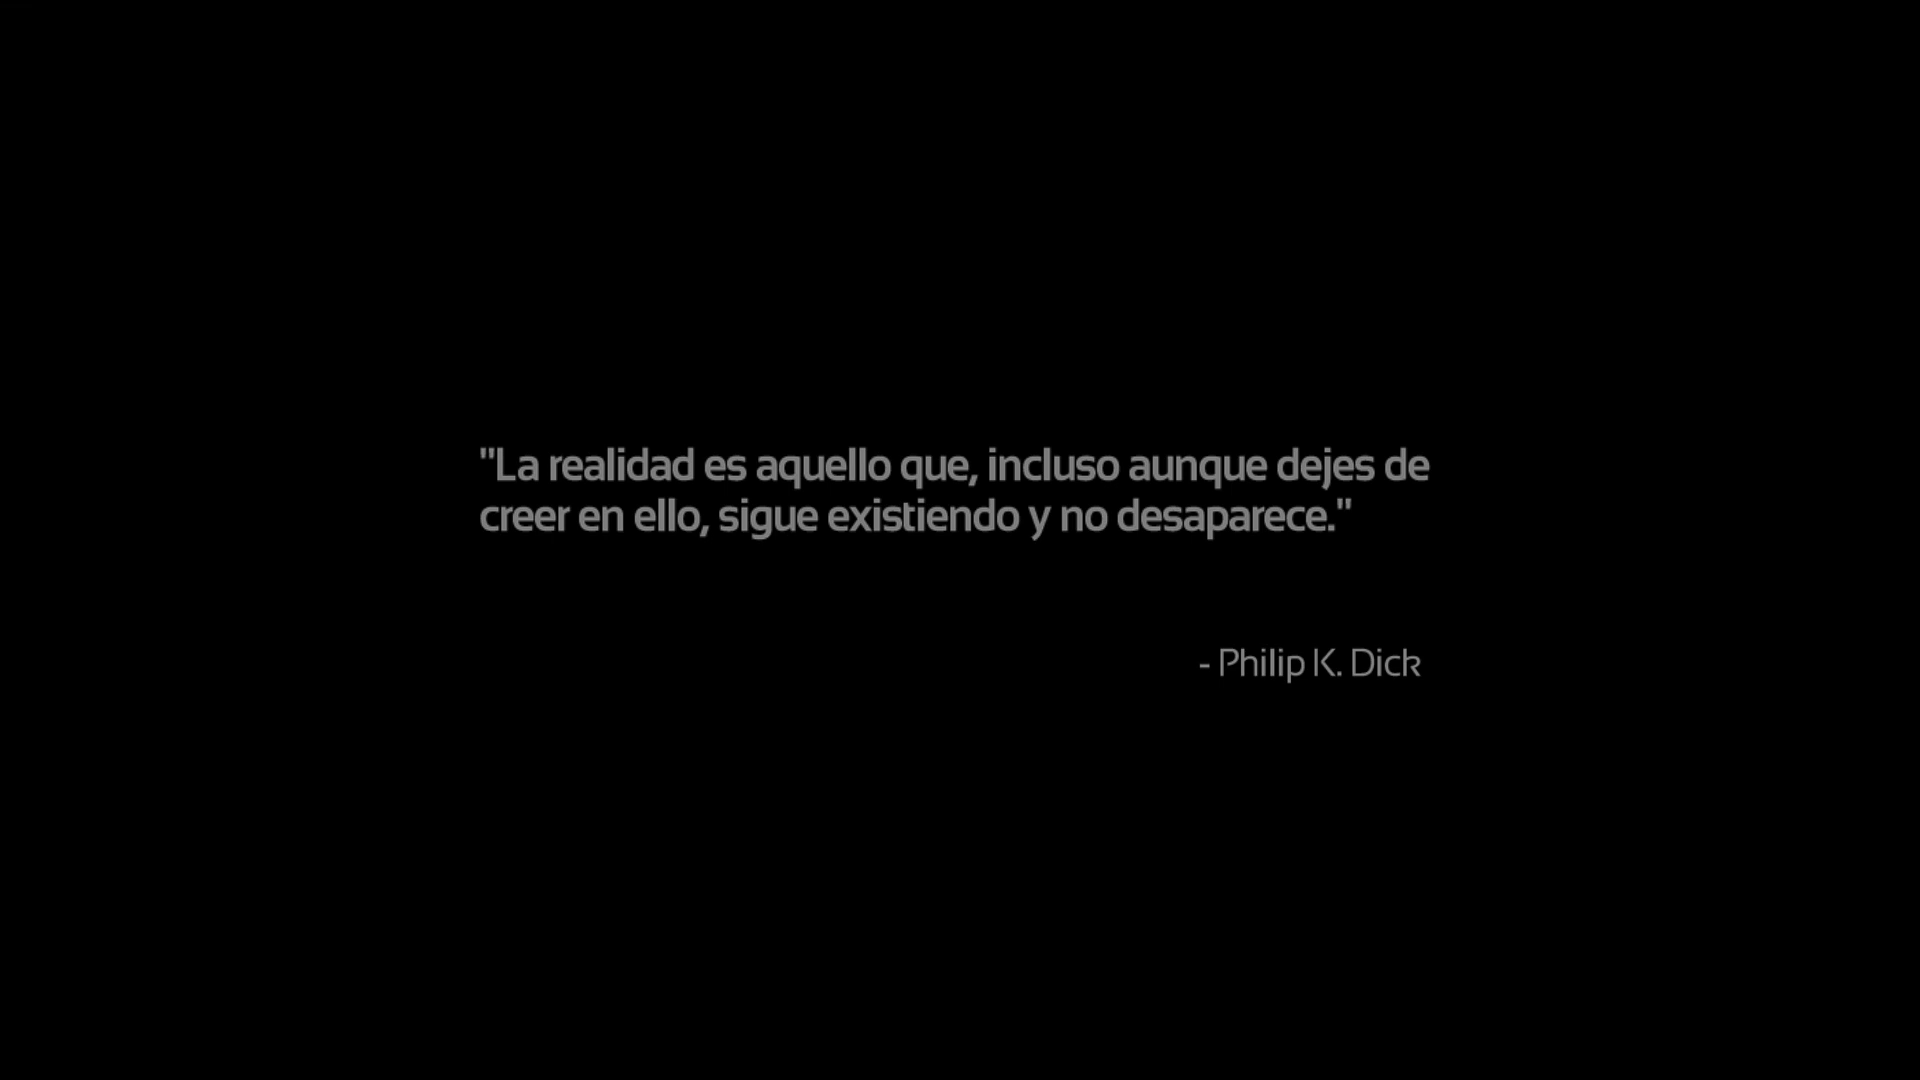 "La realidad es aquello que, incluso aunque dejes de
creer en ello, sigue existiendo y no desaparece."
- Philip K. Dick